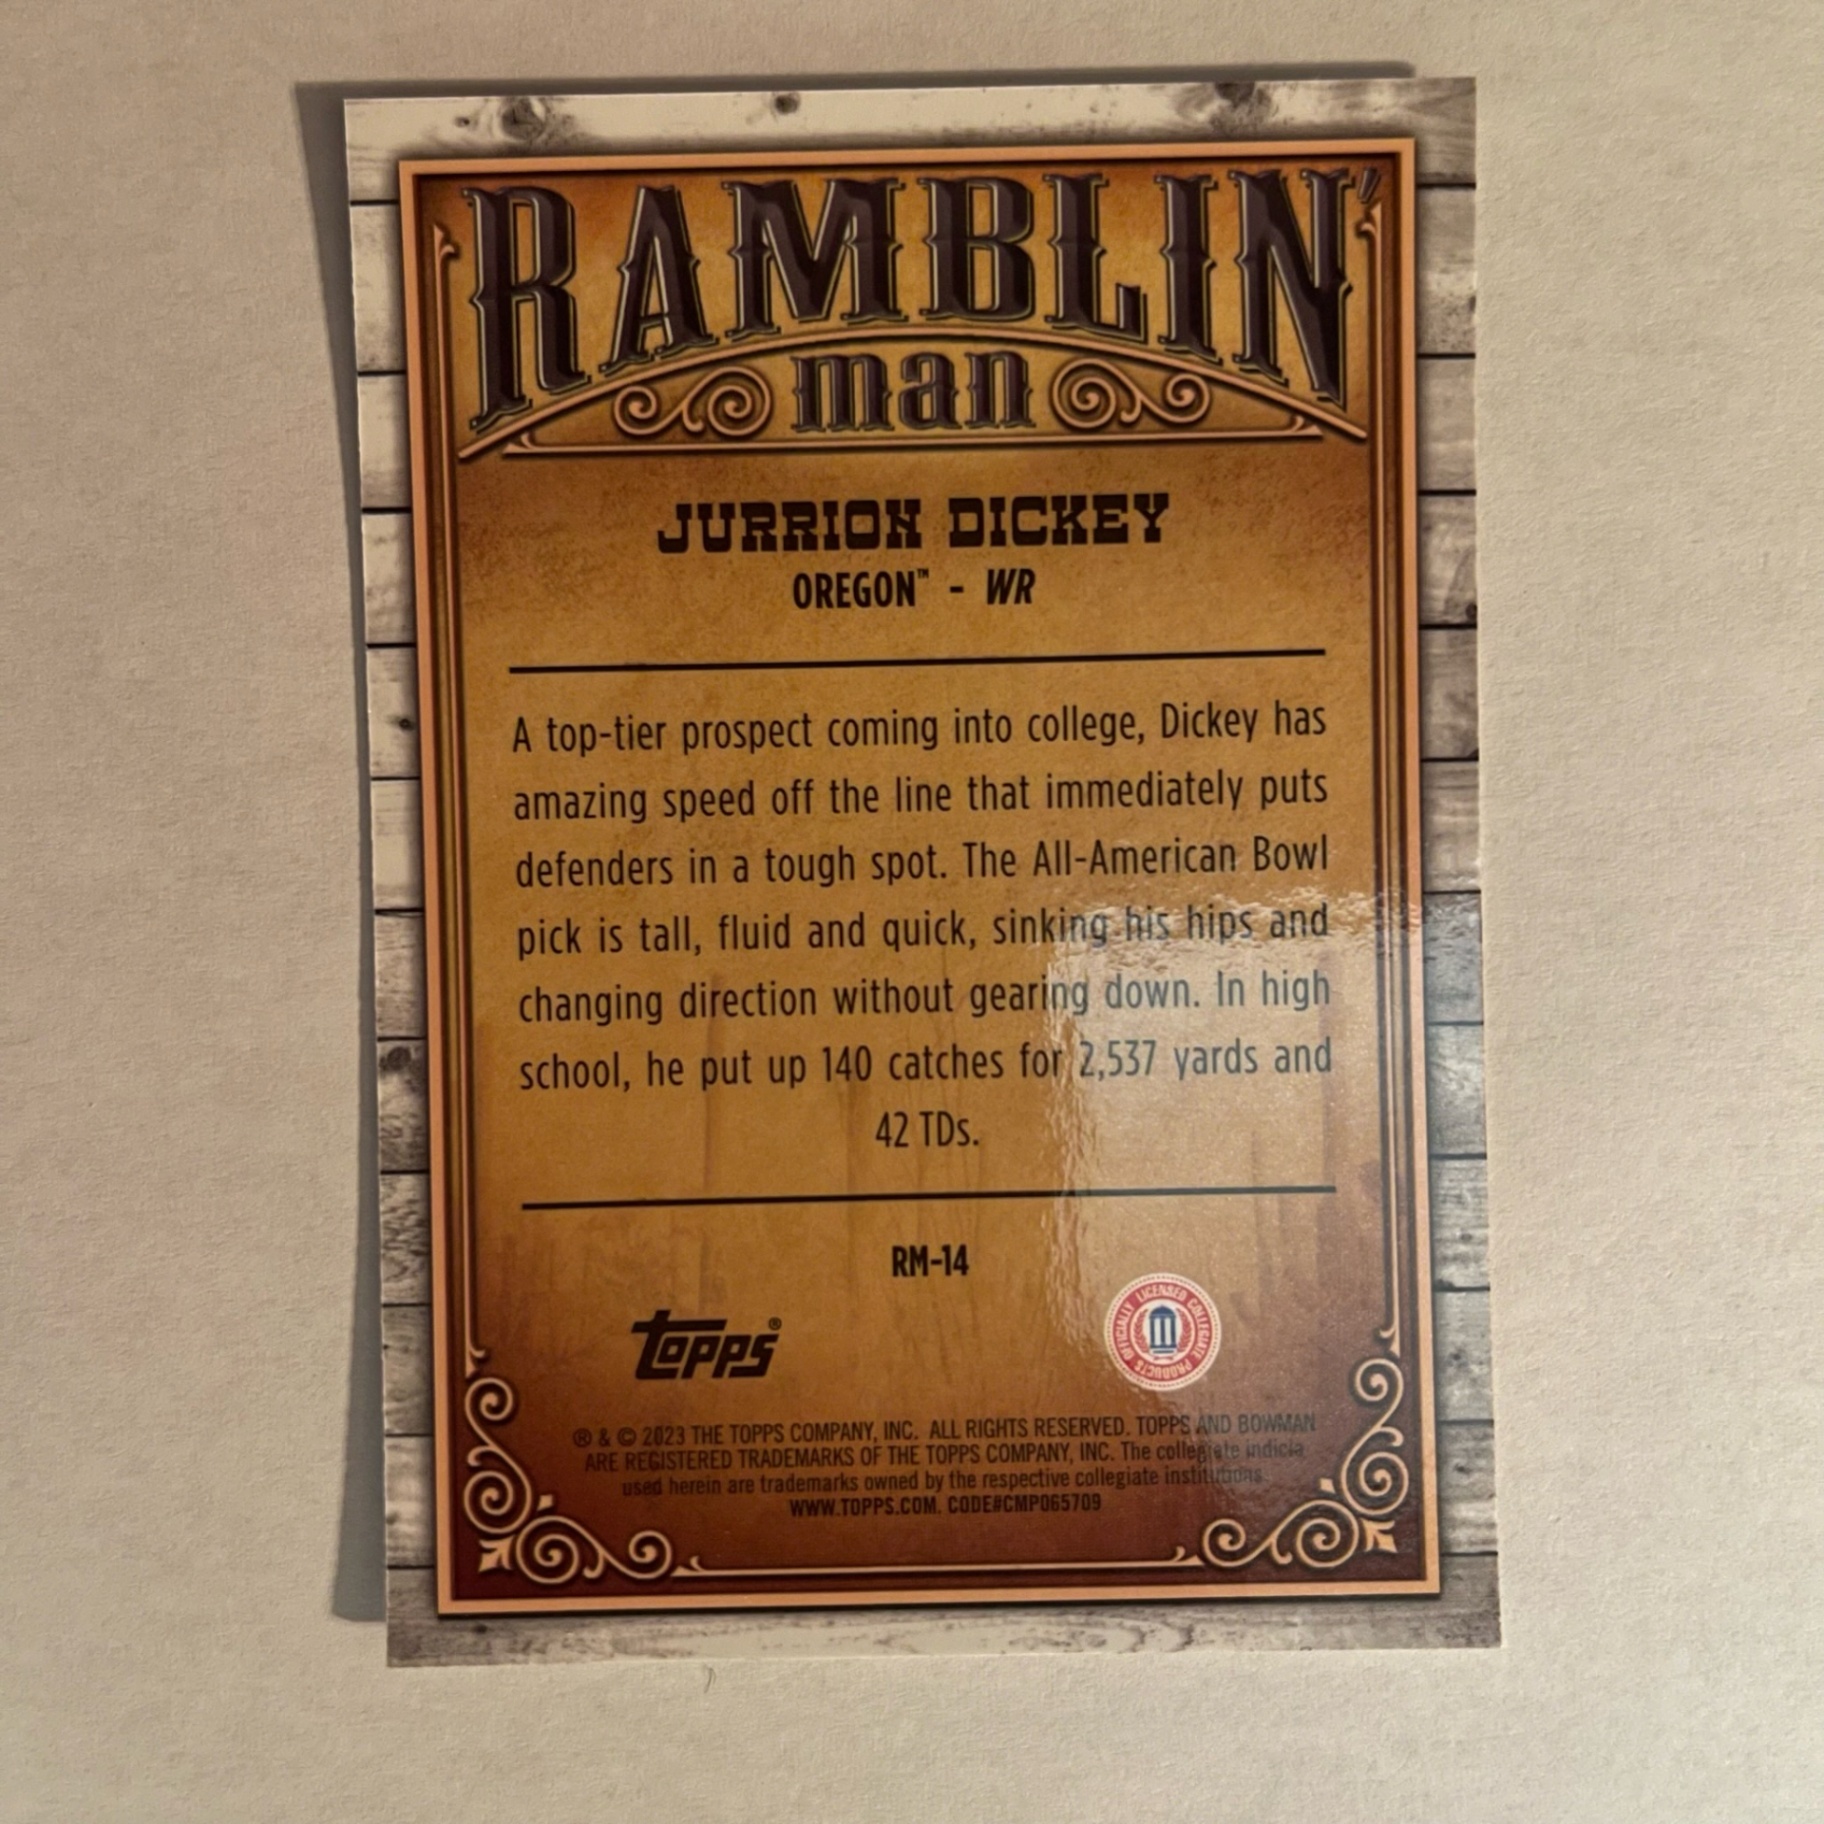 RAMBLIN'
man
JURRION DICKEY
OREGON™ - WR
A top-tier prospect coming into college, Dickey has
amazing speed off the line that immediately puts
defenders in a tough spot. The All-American Bowl
pick is tall, fluid and quick, sinking his hips and
changing direction without gearing down. In high
school, he put up 140 catches for 2,537 yards and
42 TDs.
RM-14
topps®
OFFICIALLY LICENSED COLLEGIATE PRODUCTS
® & © 2023 THE TOPPS COMPANY, INC. ALL RIGHTS RESERVED. TOPPS AND BOWMAN
ARE REGISTERED TRADEMARKS OF THE TOPPS COMPANY, INC. The collegiate indicia
used herein are trademarks owned by the respective collegiate institutions.
WWW.TOPPS.COM. CODE#CMP065709